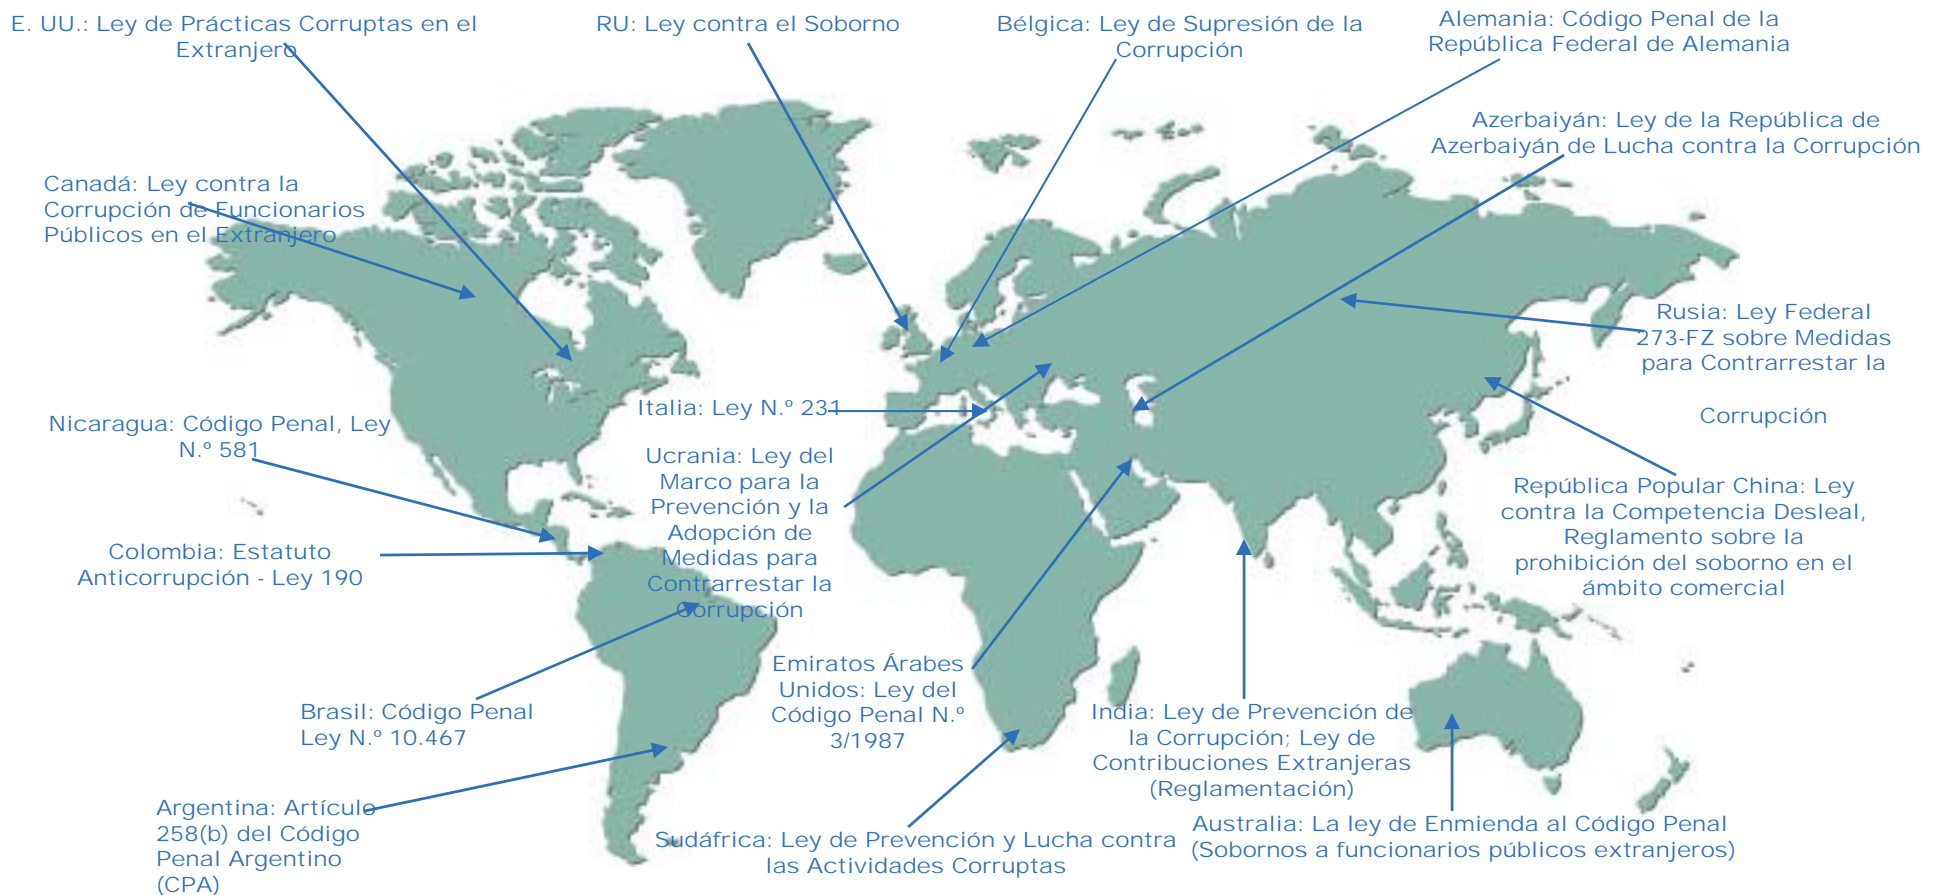 E. UU.: Ley de Prácticas Corruptas en el
Extranjero
RU: Ley contra el Soborno
Bélgica: Ley de Supresión de la
Corrupción
Alemania: Código Penal de la
República Federal de Alemania
Azerbaiyán: Ley de la República de
Azerbaiyán de Lucha contra la Corrupción
Canadá: Ley contra la
Corrupción de Funcionarios
Públicos en el Extranjero
Rusia: Ley Federal
273-FZ sobre Medidas
para Contrarrestar la
Corrupción
Italia: Ley N.º 231
Nicaragua: Código Penal, Ley
N.º 581
Ucrania: Ley del
Marco para la
Prevención y la
Adopción de
Medidas para
Contrarrestar la
Corrupción
República Popular China: Ley
contra la Competencia Desleal,
Reglamento sobre la
prohibición del soborno en el
ámbito comercial
Colombia: Estatuto
Anticorrupción - Ley 190
Emiratos Árabes
Unidos: Ley del
Código Penal N.º
3/1987
Brasil: Código Penal
Ley N.º 10.467
India: Ley de Prevención de
la Corrupción; Ley de
Contribuciones Extranjeras
(Reglamentación)
Argentina: Artículo
258(b) del Código
Penal Argentino
(CPA)
Sudáfrica: Ley de Prevención y Lucha contra
las Actividades Corruptas
Australia: La ley de Enmienda al Código Penal
(Sobornos a funcionarios públicos extranjeros)